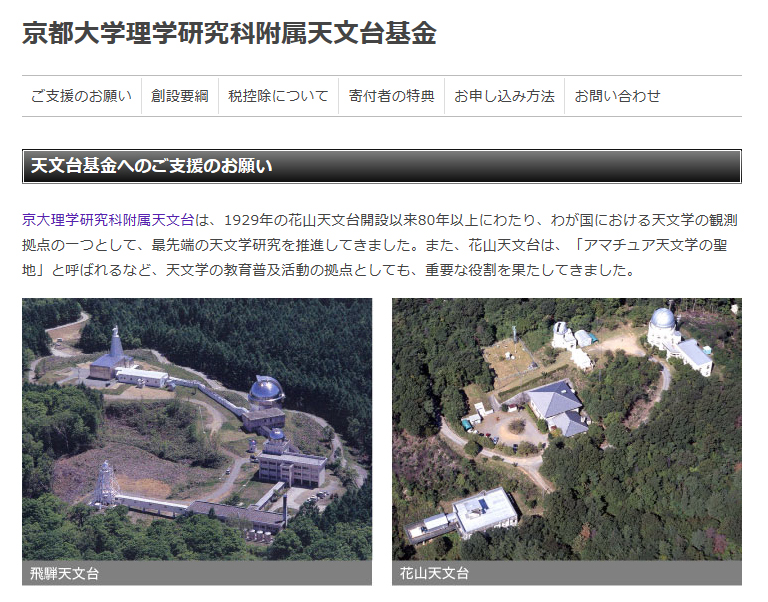 京都大学理学研究科附属天文台基金
ご支援のお願い 創設要綱 税控除について 寄付者の特典 お申し込み方法 お問い合わせ
天文台基金へのご支援のお願い
京大理学研究科附属天文台は、1929年の花山天文台開設以来80年以上にわたり、わが国における天文学の観測
拠点の一つとして、最先端の天文学研究を推進してきました。また、花山天文台は、「アマチュア天文学の聖
地」と呼ばれるなど、天文学の教育普及活動の拠点としても、重要な役割を果たしてきました。
飛騨天文台
花山天文台